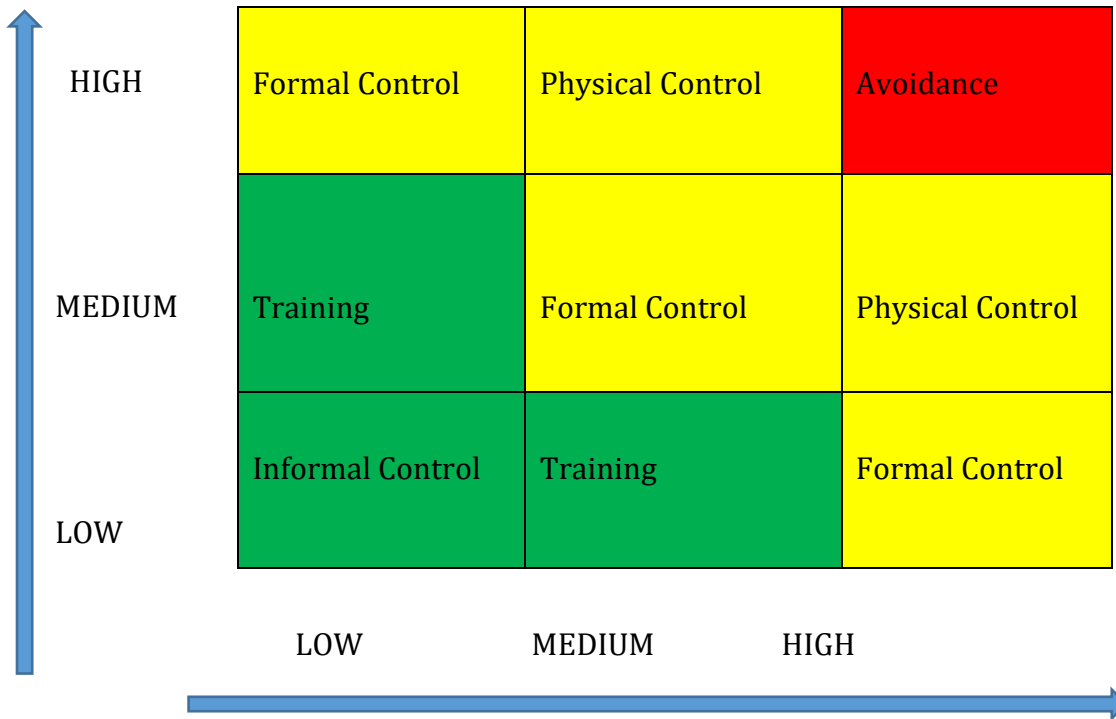 HIGH Formal Control Physical Control Avoidance
MEDIUM Training Formal Control Physical Control
Informal Control Training Formal Control
LOW
LOW MEDIUM HIGH